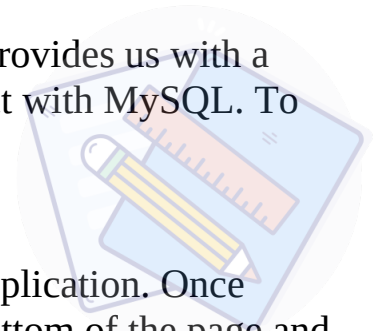 rovides us with a
t with MySQL. To
plication. Once
ttom of the page and